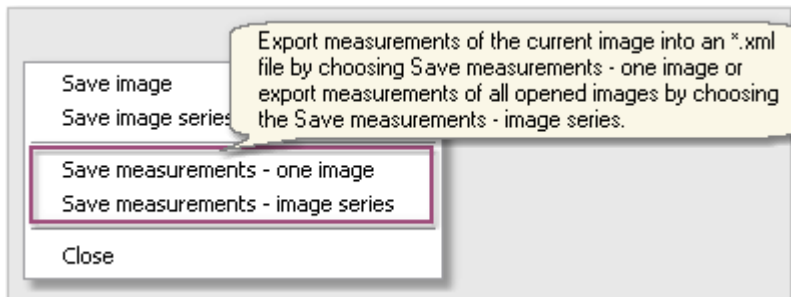 Export measurements of the current image into an *.xml
file by choosing Save measurements - one image or
export measurements of all opened images by choosing
the Save measurements - image series.
Save image
Save image series
Save measurements - one image
Save measurements - image series
Close